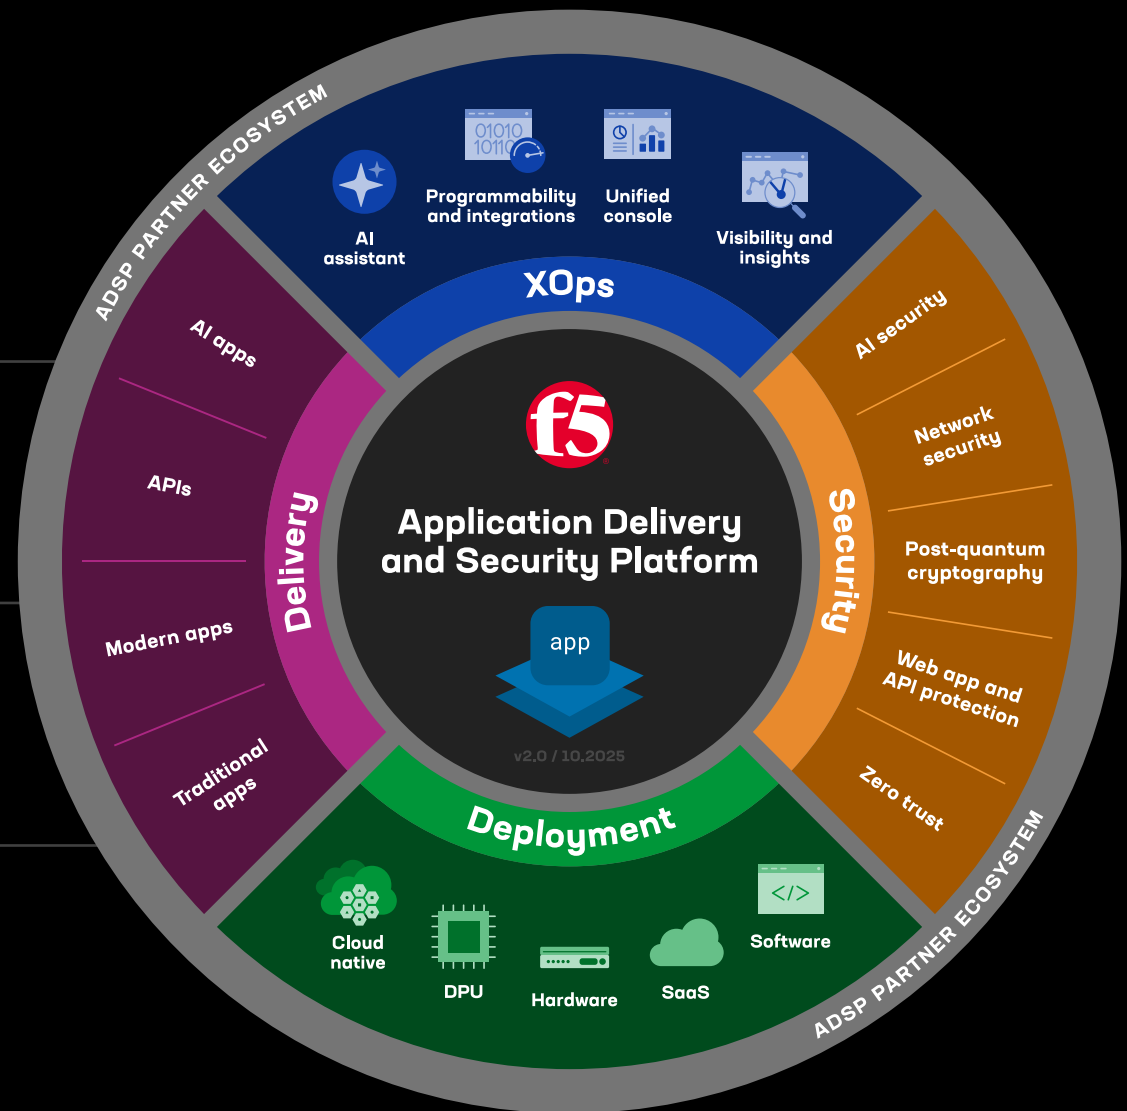 ADSP PARTNER ECOSYSTEM
01010
10110
AI
assistant
Programmability
and integrations
Unified
console
Visibility and
insights
XOps
AI apps
APIs
Modern apps
Traditional
apps
Delivery
f5
Application Delivery
and Security Platform
app
v2.0 / 10.2025
Security
AI security
Network
security
Post-quantum
cryptography
Web app and
API protection
Zero trust
Deployment
Cloud
native
DPU
Hardware
SaaS
</>
Software
ADSP PARTNER ECOSYSTEM